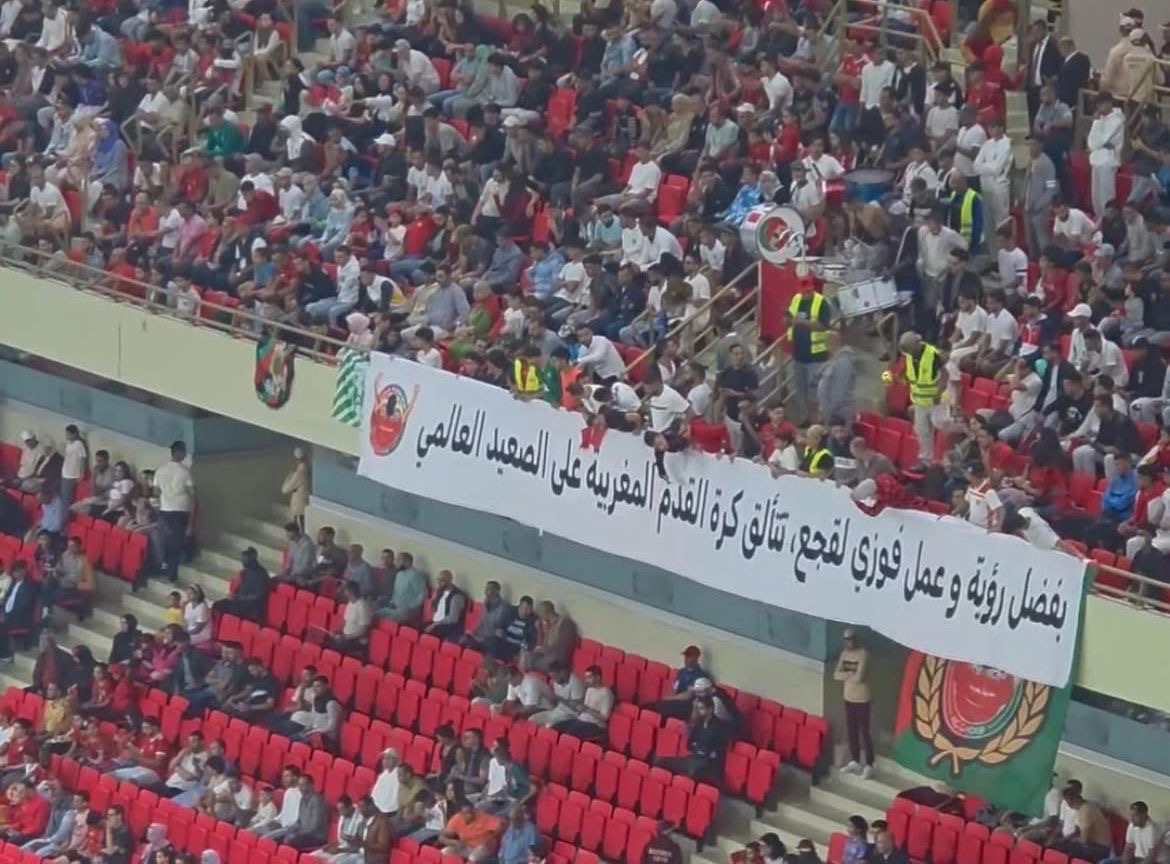 بفضل رؤية و عمل فوزي لقجع، تتألق كرة القدم المغربية على الصعيد العالمي